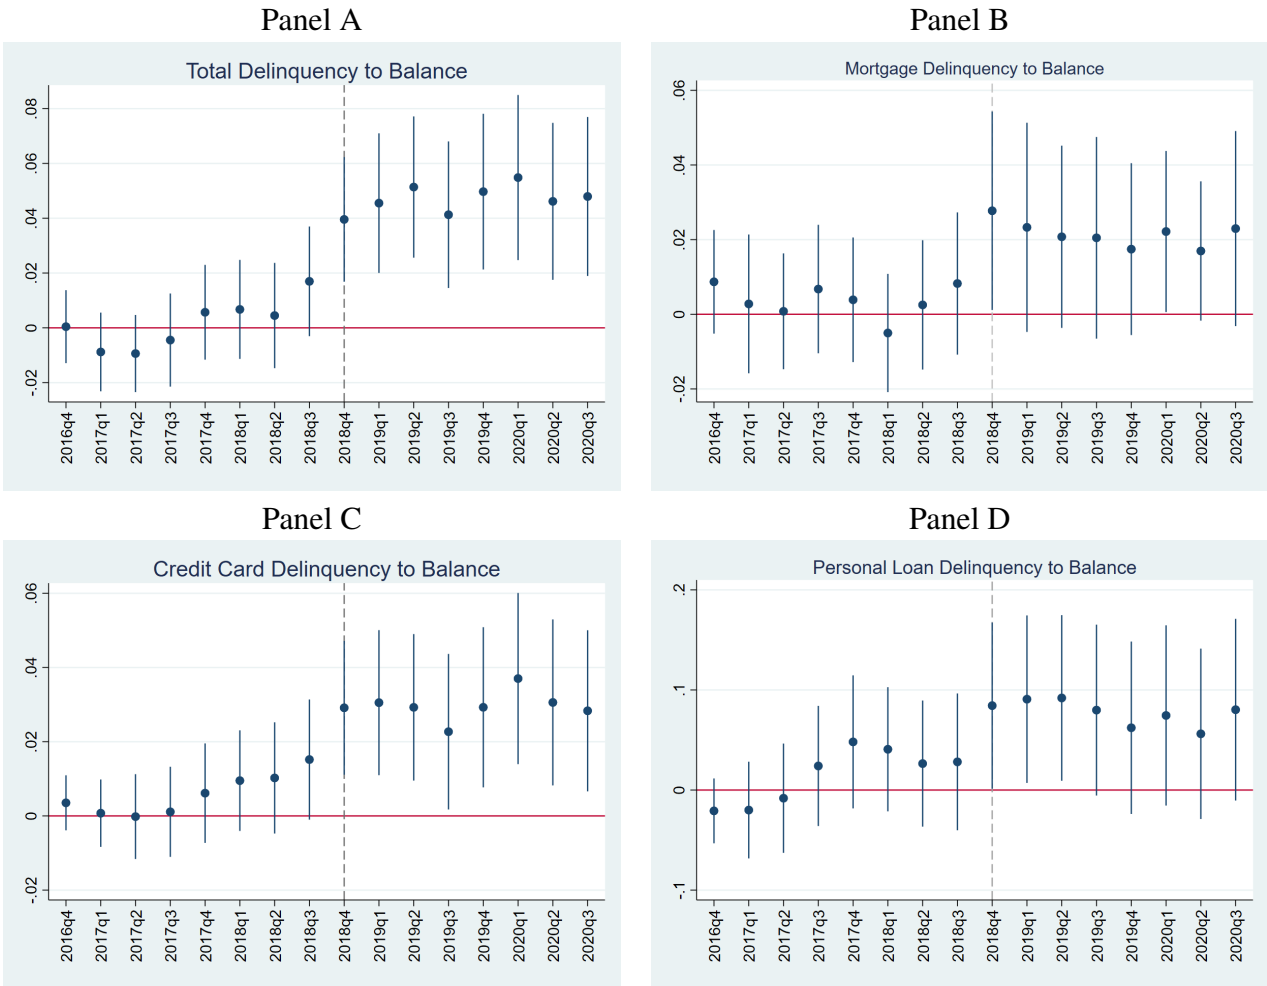 Panel A
Total Delinquency to Balance
.08
.06
.04
.02
0
-.02
2016q4
2017q1
2017q2
2017q3
2017q4
2018q1
2018q2
2018q3
2018q4
2019q1
2019q2
2019q3
2019q4
2020q1
2020q2
2020q3
Panel B
Mortgage Delinquency to Balance
.06
.04
.02
0
-.02
2016q4
2017q1
2017q2
2017q3
2017q4
2018q1
2018q2
2018q3
2018q4
2019q1
2019q2
2019q3
2019q4
2020q1
2020q2
2020q3
Panel C
Credit Card Delinquency to Balance
.06
.04
.02
0
-.02
2016q4
2017q1
2017q2
2017q3
2017q4
2018q1
2018q2
2018q3
2018q4
2019q1
2019q2
2019q3
2019q4
2020q1
2020q2
2020q3
Panel D
Personal Loan Delinquency to Balance
.2
.1
0
-.1
2016q4
2017q1
2017q2
2017q3
2017q4
2018q1
2018q2
2018q3
2018q4
2019q1
2019q2
2019q3
2019q4
2020q1
2020q2
2020q3